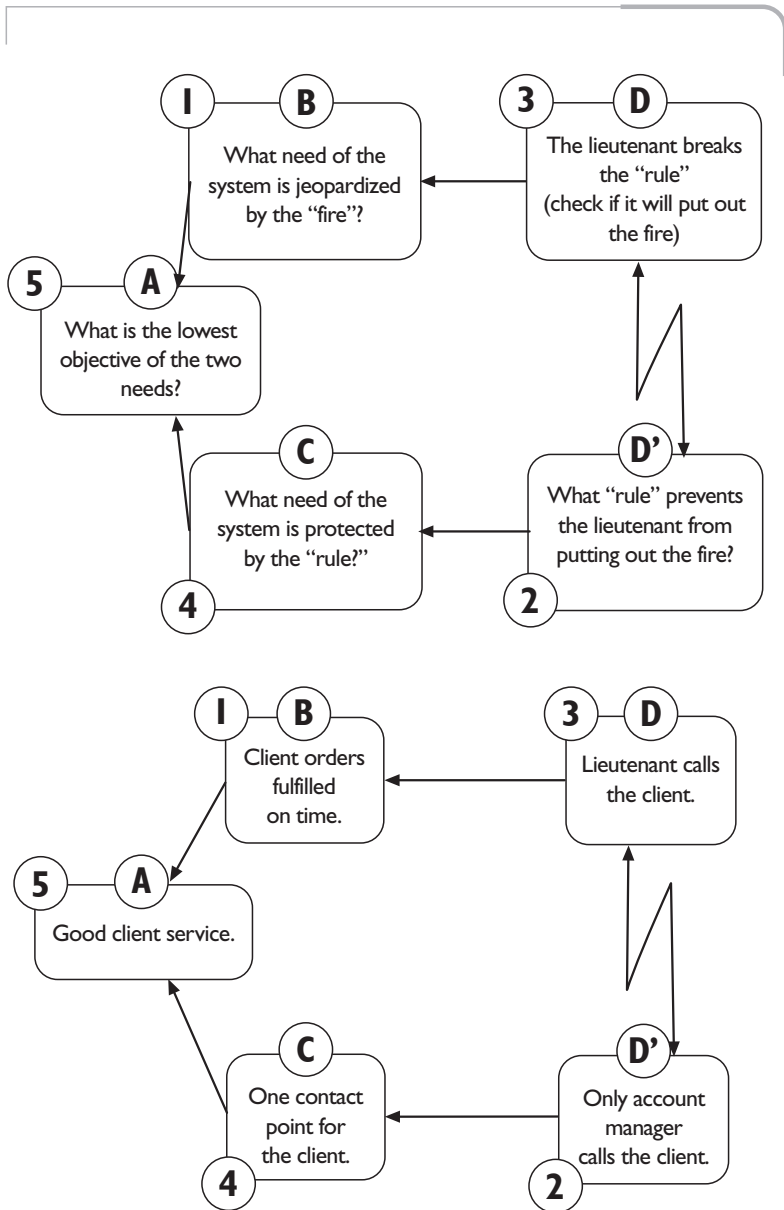 1
B
What need of the
system is jeopardized
by the “fire”?
3
D
The lieutenant breaks
the “rule”
(check if it will put out
the fire)
5
A
What is the lowest
objective of the two
needs?
C
What need of the
system is protected
by the “rule?”
4
D’
What “rule” prevents
the lieutenant from
putting out the fire?
2
1
B
Client orders
fulfilled
on time.
3
D
Lieutenant calls
the client.
5
A
Good client service.
C
One contact
point for
the client.
4
D’
Only account
manager
calls the client.
2